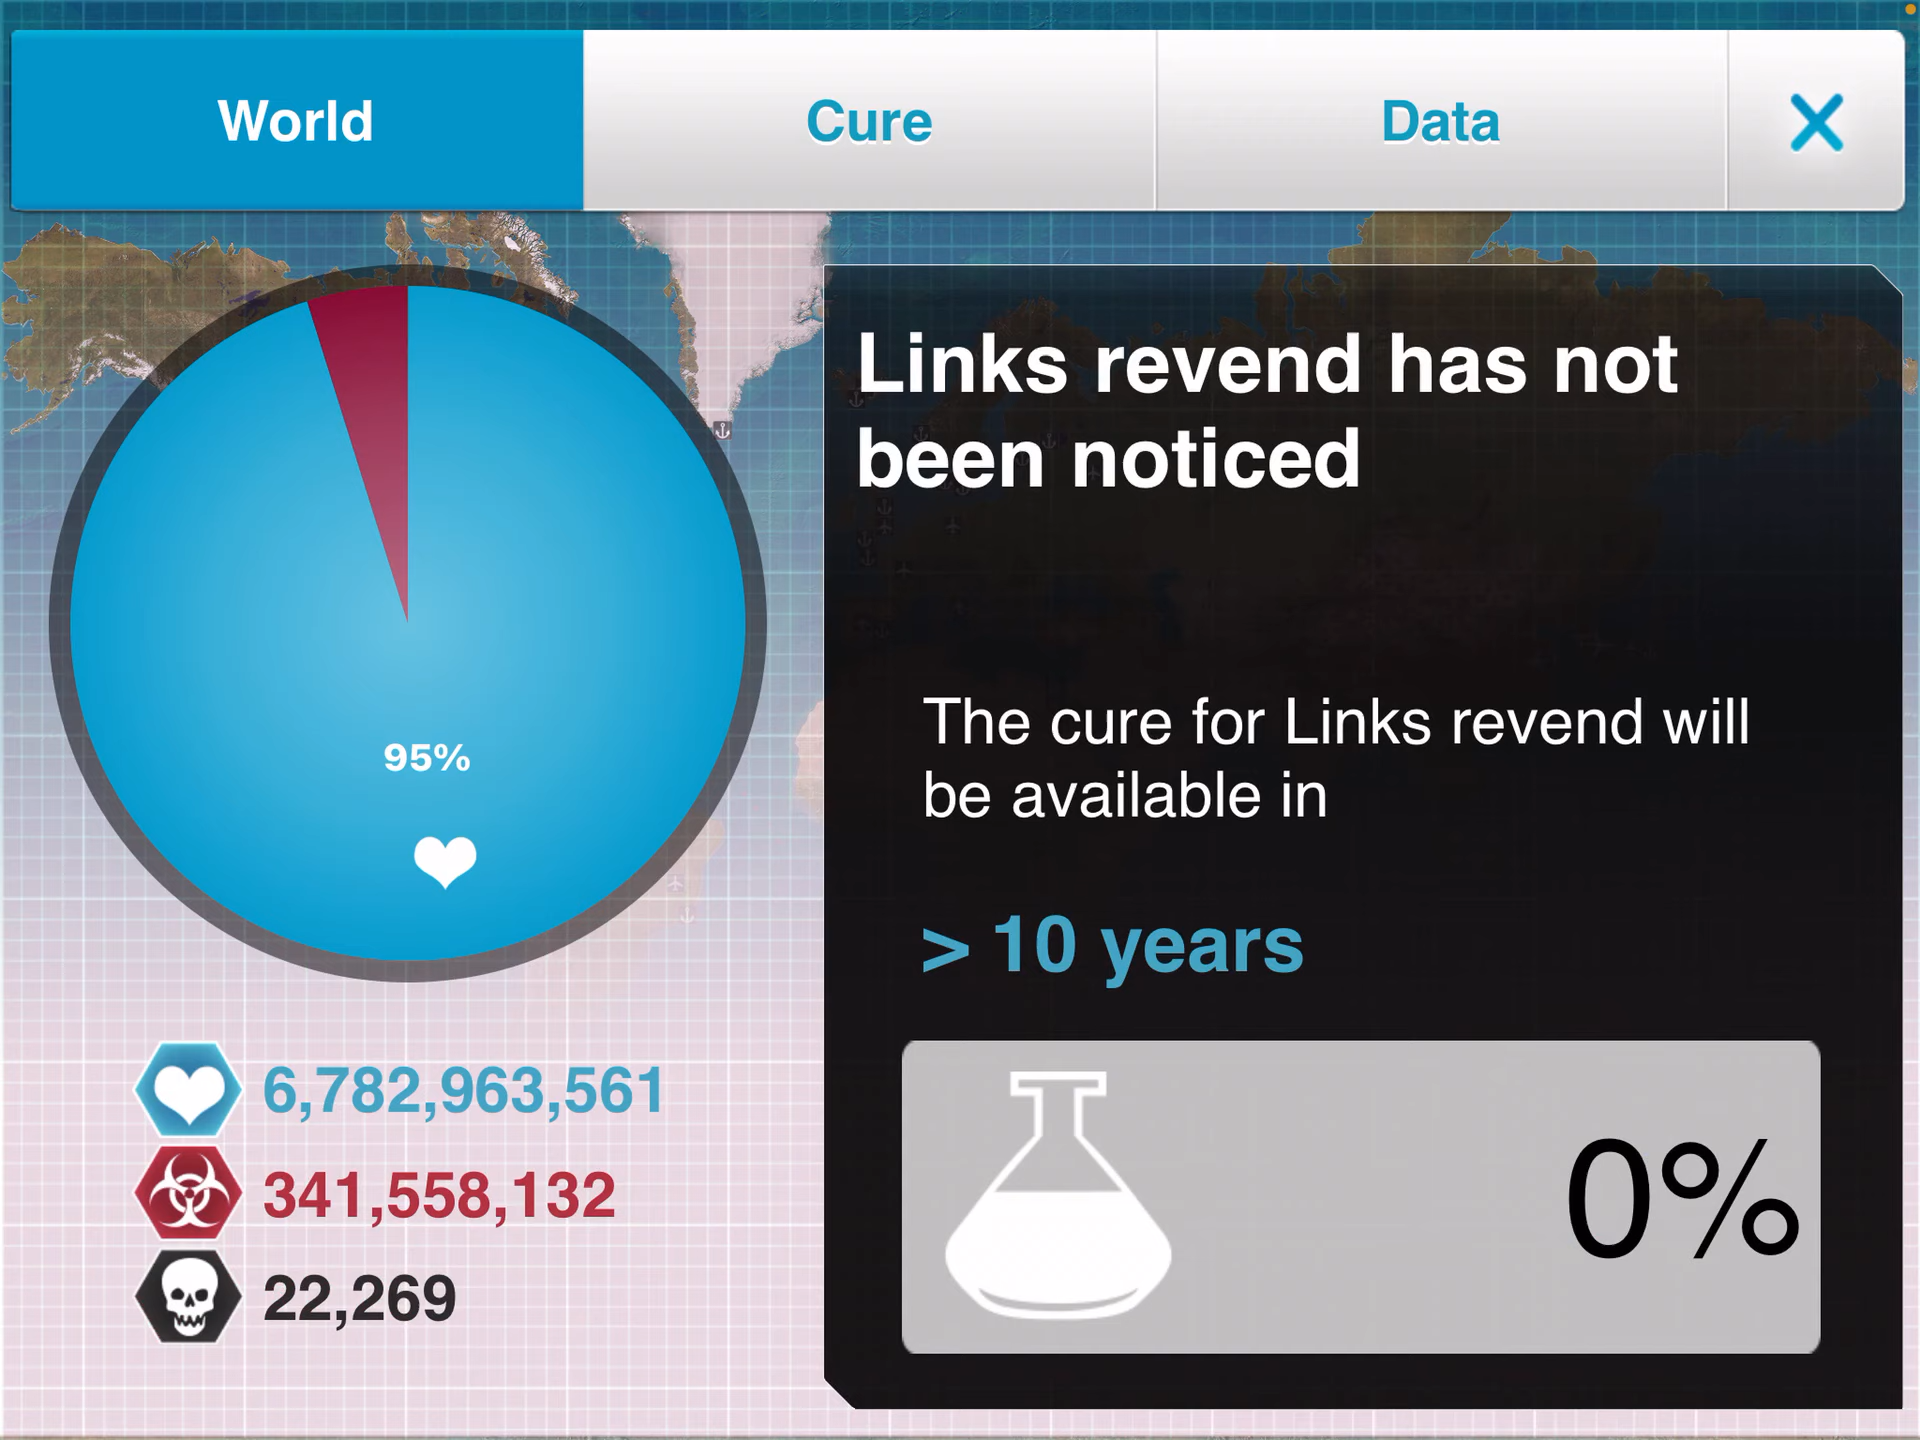 World
Cure
Data
95%
6,782,963,561
341,558,132
22,269
Links revend has not
been noticed
The cure for Links revend will
be available in
> 10 years
0%